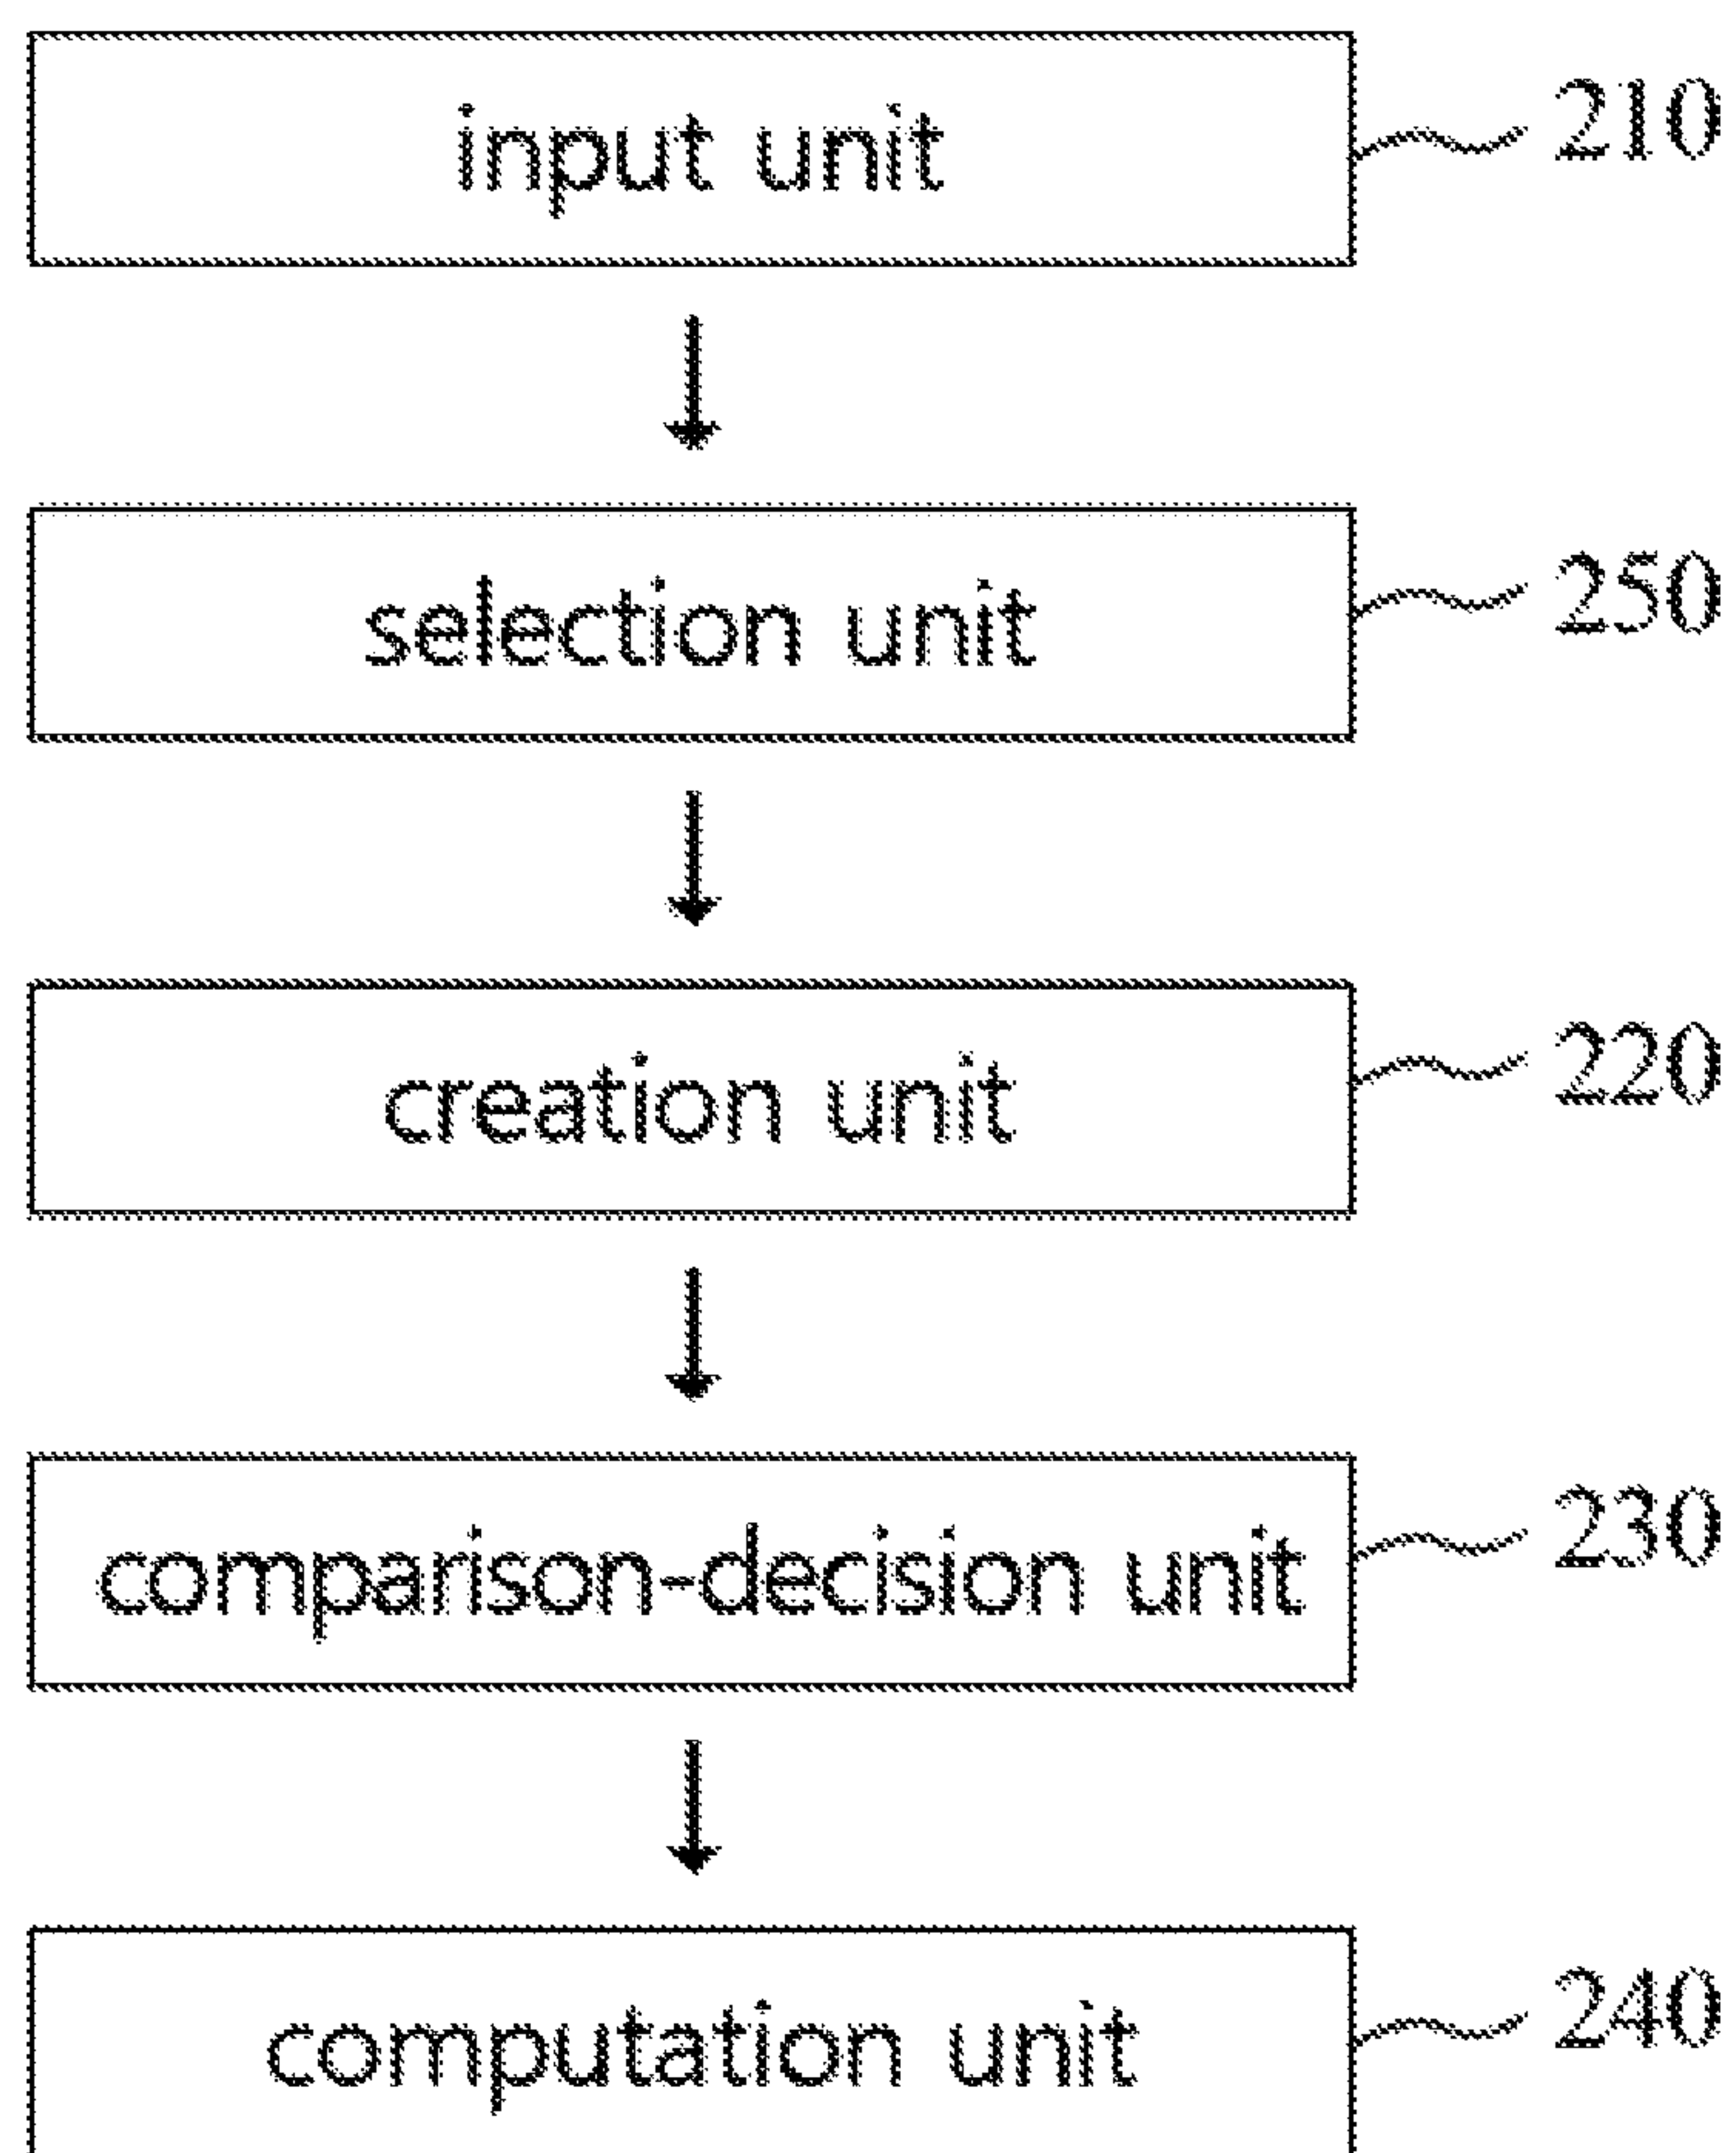 input unit 210
selection unit 250
creation unit 220
comparison-decision unit 230
computation unit 240